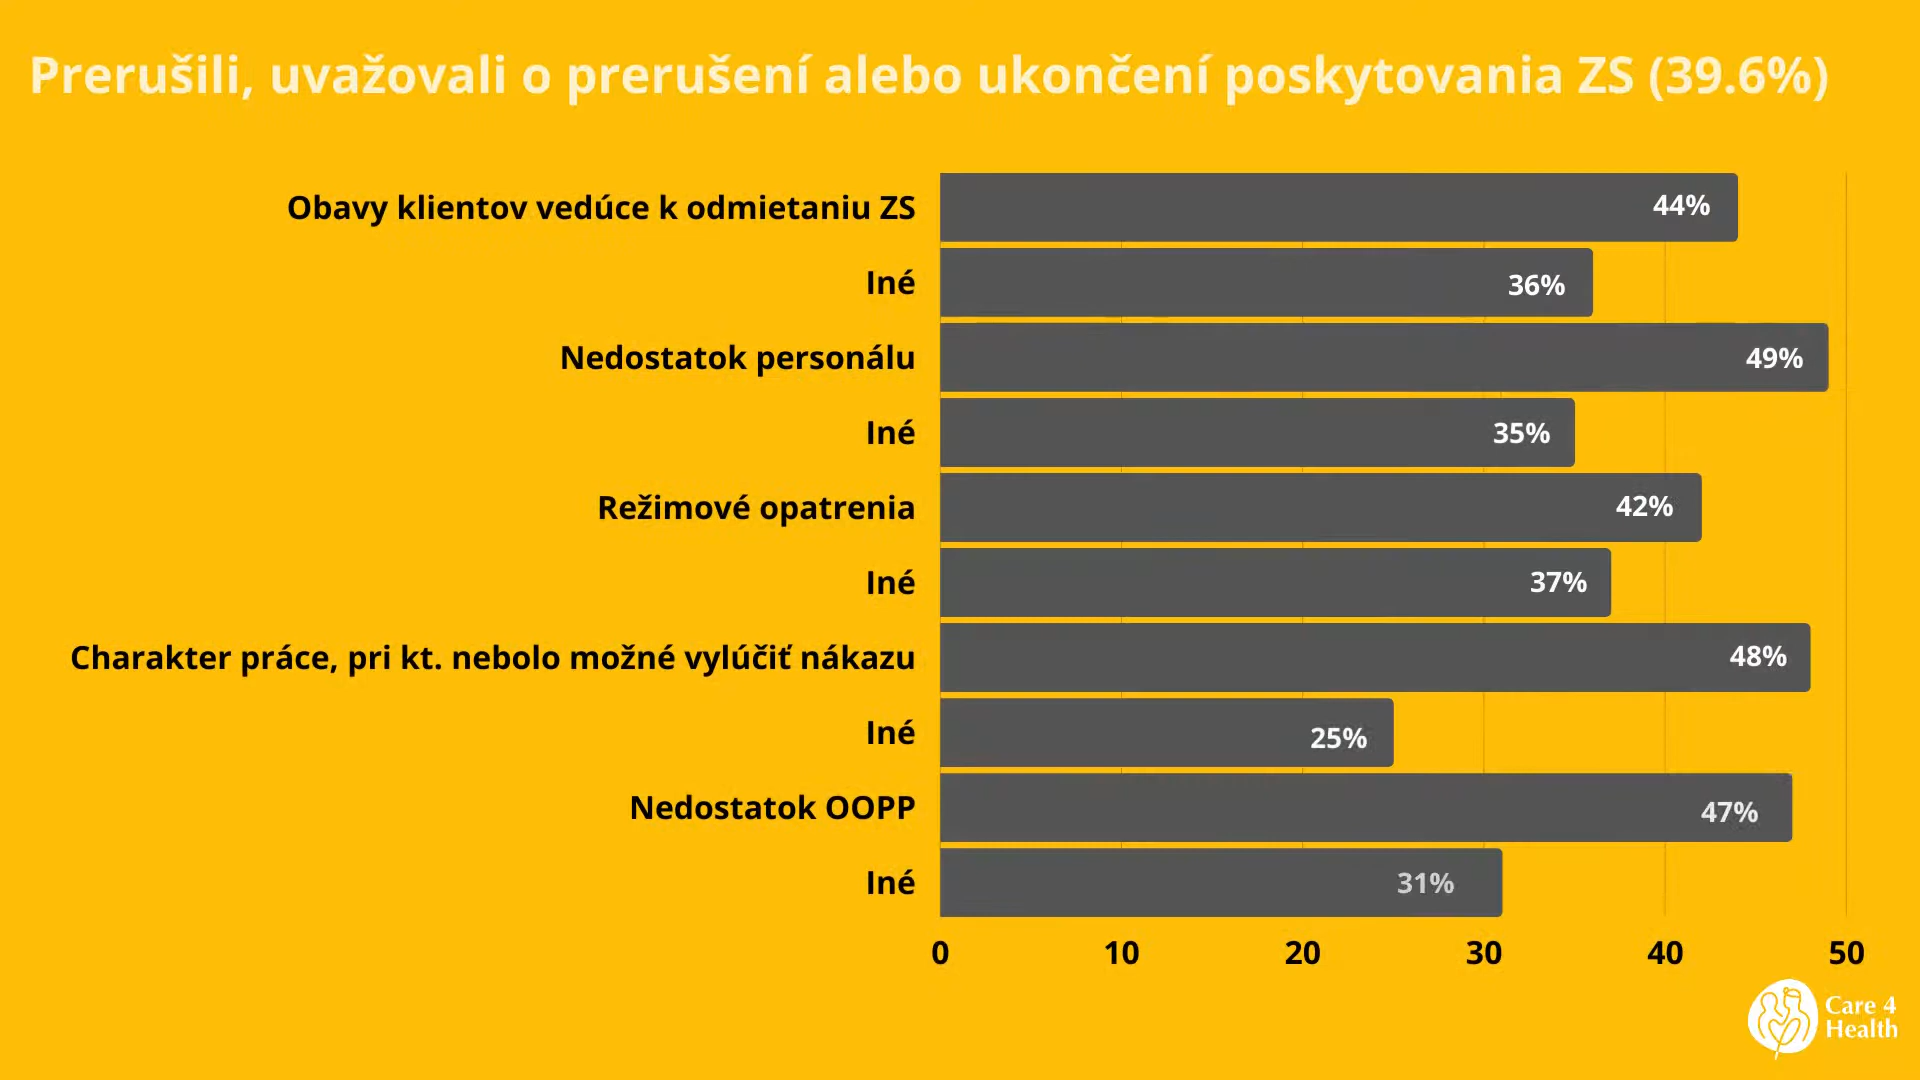 Prerušili, uvažovali o prerušení alebo ukončení poskytovania ZS (39.6%)
Obavy klientov vedúce k odmietaniu ZS 44%
Iné 36%
Nedostatok personálu 49%
Iné 35%
Režimové opatrenia 42%
Iné 37%
Charakter práce, pri kt. nebolo možné vylúčiť nákazu 48%
Iné 25%
Nedostatok OOPP 47%
Iné 31%
0 10 20 30 40 50
Care 4
Health